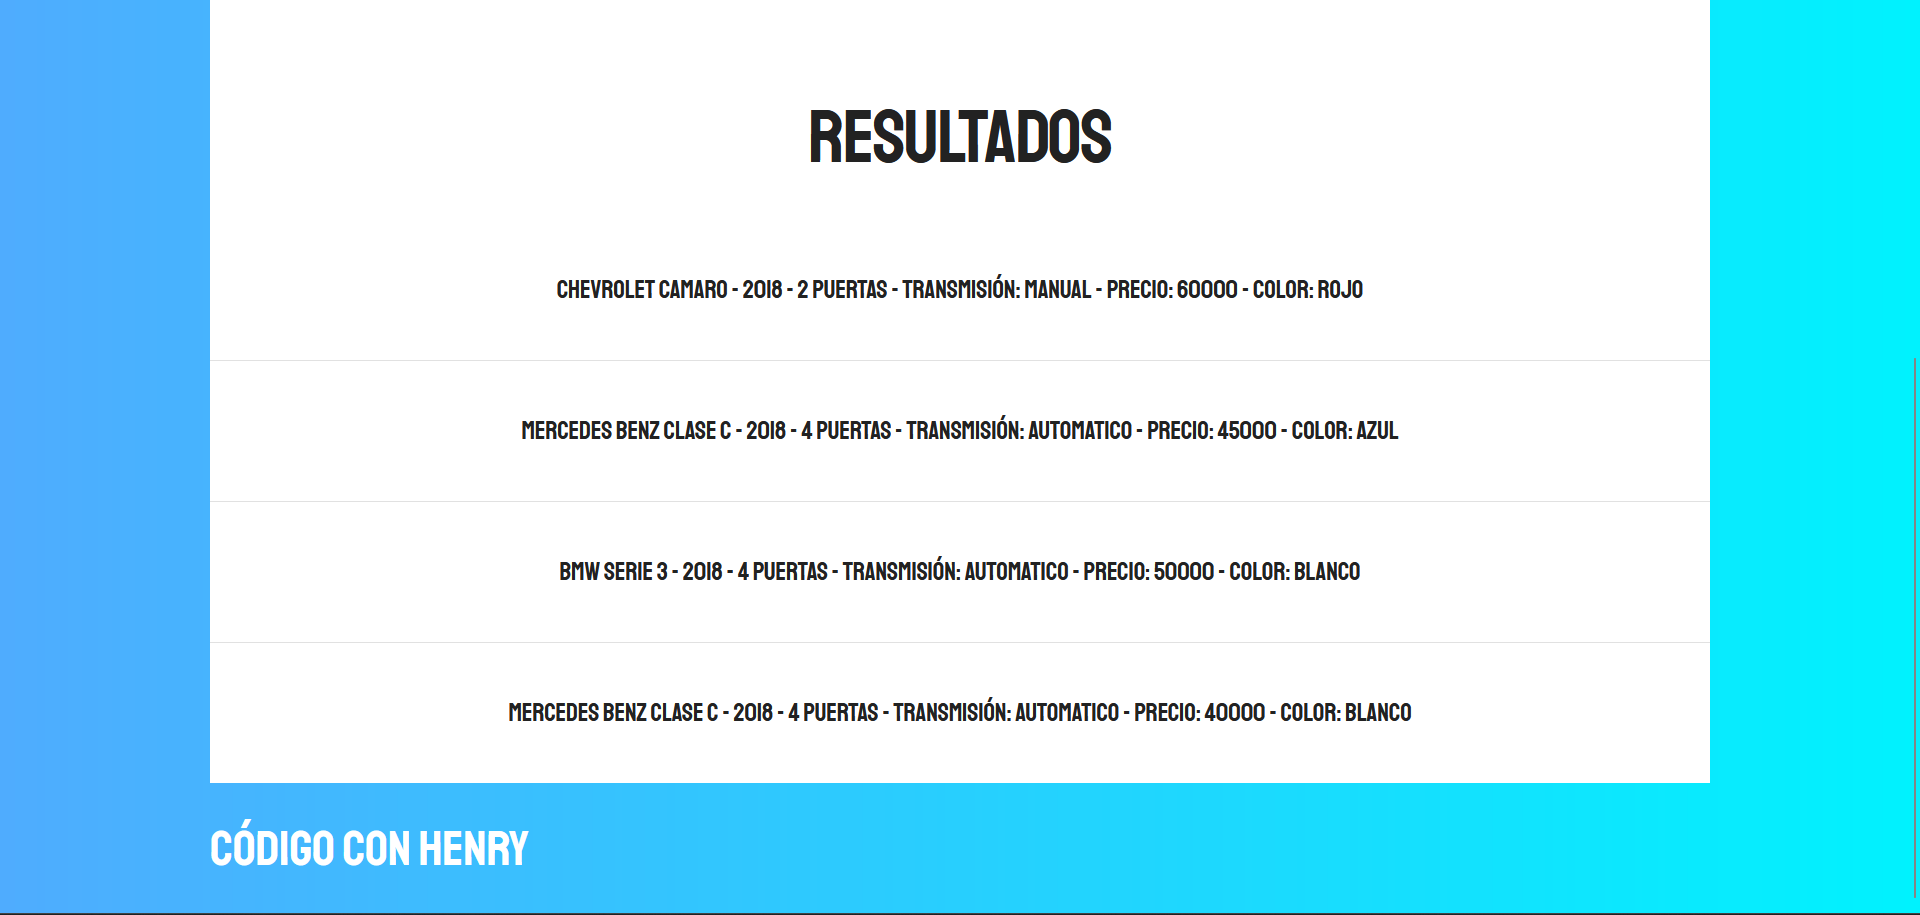 RESULTADOS
CHEVROLET CAMARO - 2018 - 2 PUERTAS - TRANSMISIÓN: MANUAL - PRECIO: 60000 - COLOR: ROJO
MERCEDES BENZ CLASE C - 2018 - 4 PUERTAS - TRANSMISIÓN: AUTOMATICO - PRECIO: 45000 - COLOR: AZUL
BMW SERIE 3 - 2018 - 4 PUERTAS - TRANSMISIÓN: AUTOMATICO - PRECIO: 50000 - COLOR: BLANCO
MERCEDES BENZ CLASE C - 2018 - 4 PUERTAS - TRANSMISIÓN: AUTOMATICO - PRECIO: 40000 - COLOR: BLANCO
CÓDIGO CON HENRY